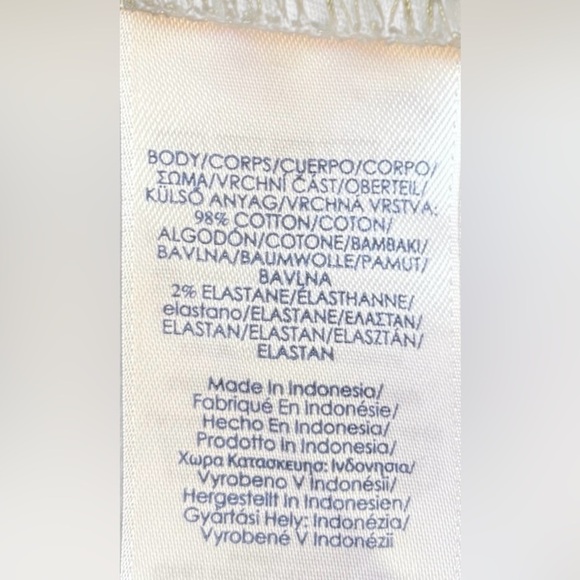 BODY/CORPS/CUERPO/CORPO/
ΣΩΜΑ/VRCHNÍ ČÁST/OBERTEIL/
KÜLSŐ ANYAG/VRCHNÁ VRSTVA:
98% COTTON/COTON/
ALGODÓN/COTONE/ΒΑΜΒΑΚΙ/
BAVLNA/BAUMWOLLE/PAMUT/
BAVLNA
2% ELASTANE/ÉLASTHANNE/
elastano/ELASTANE/ΕΛΑΣΤΑΝ/
ELASTAN/ELASTAN/ELASZTÁN/
ELASTAN
Made In Indonesia/
Fabriqué En Indonésie/
Hecho En Indonesia/
Prodotto In Indonesia/
Χωρα Κατασκευησ: Ινδονησια/
Vyrobeno V Indonésii/
Hergestellt In Indonesien/
Gyártási Hely: Indonézia/
Vyrobené V Indonézii